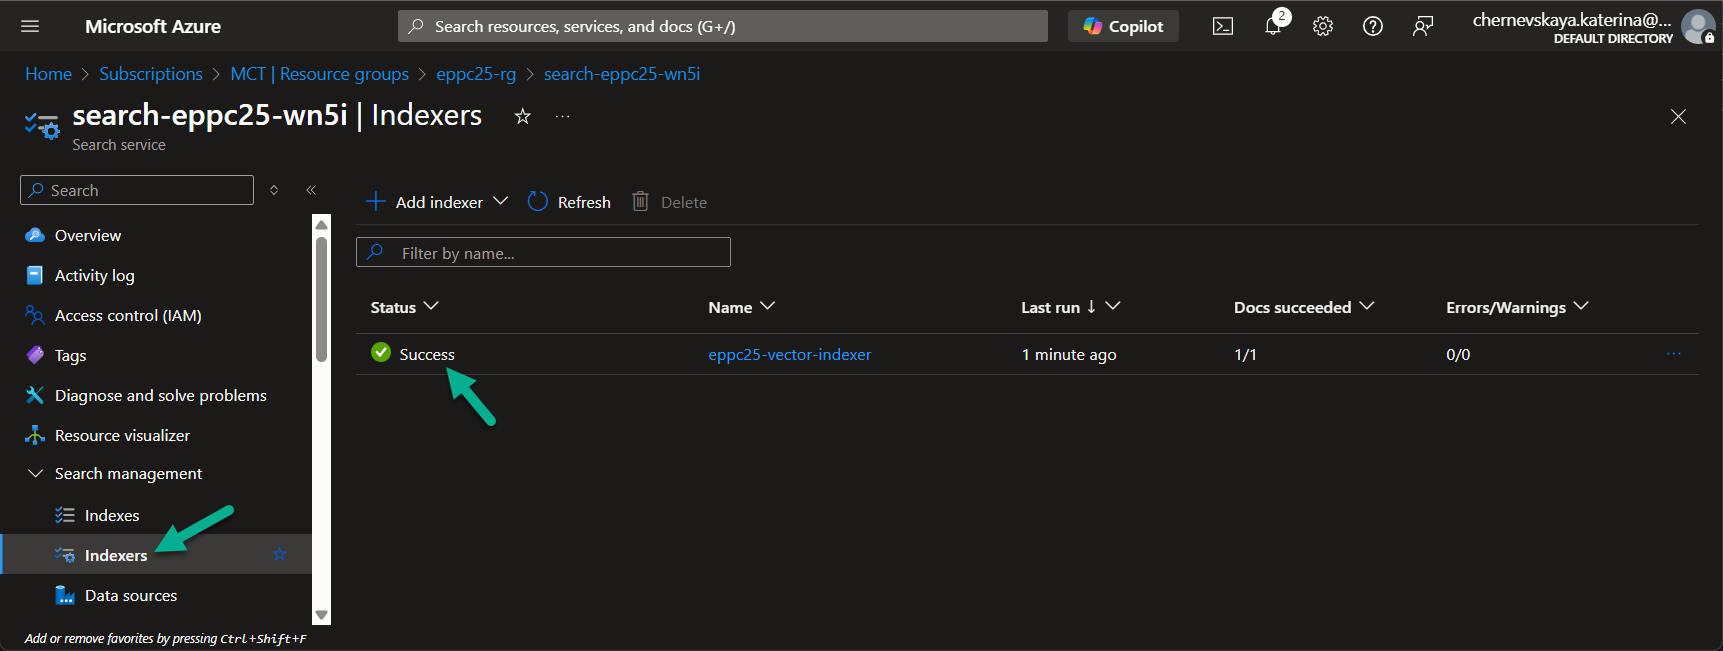 Microsoft Azure
Search resources, services, and docs (G+/)
Copilot
2
chernevskaya.katerina@...
DEFAULT DIRECTORY
Home > Subscriptions > MCT | Resource groups > eppc25-rg > search-eppc25-wn5i
search-eppc25-wn5i | Indexers
Search service
Search
Overview
Activity log
Access control (IAM)
Tags
Diagnose and solve problems
Resource visualizer
Search management
Indexes
Indexers
Data sources
Add or remove favorites by pressing Ctrl+Shift+F
Add indexer Refresh Delete
Filter by name...
Status Name Last run ↓ Docs succeeded Errors/Warnings
Success eppc25-vector-indexer 1 minute ago 1/1 0/0